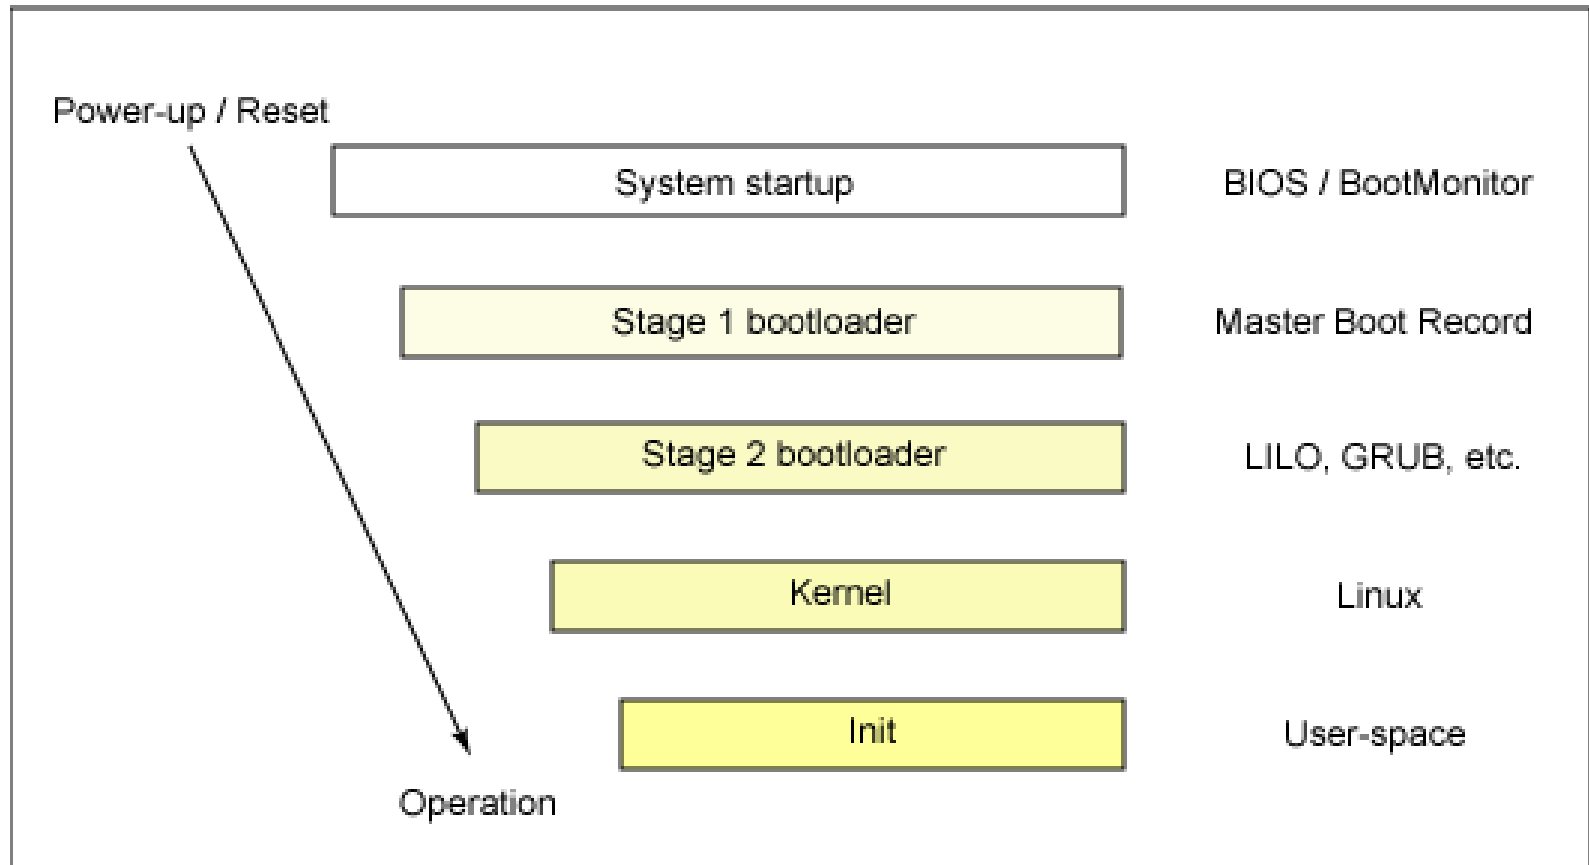 Power-up / Reset
System startup
BIOS / BootMonitor
Stage 1 bootloader
Master Boot Record
Stage 2 bootloader
LILO, GRUB, etc.
Kernel
Linux
Init
User-space
Operation